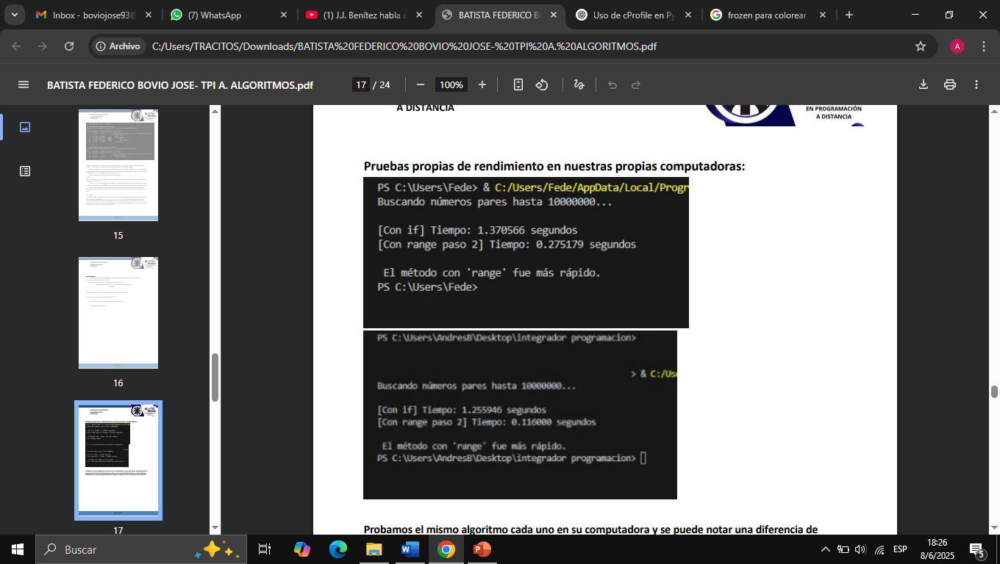 Inbox - boviojose93@
(7) WhatsApp
(1) J.J. Benítez habla c
BATISTA FEDERICO BO
Uso de cProfile en Py
frozen para colorear -
Archivo
C:/Users/TRACITOS/Downloads/BATISTA%20FEDERICO%20BOVIO%20JOSE-%20TPI%20A.%20ALGORITMOS.pdf
A
BATISTA FEDERICO BOVIO JOSE- TPI A. ALGORITMOS.pdf
17 / 24
100%
15
16
17
A DISTANCIA
EN PROGRAMACIÓN
A DISTANCIA
Pruebas propias de rendimiento en nuestras propias computadoras:
PS C:\Users\Fede> & C:/Users/Fede/AppData/Local/Progr
Buscando números pares hasta 10000000...
[Con if] Tiempo: 1.370566 segundos
[Con range paso 2] Tiempo: 0.275179 segundos
El método con 'range' fue más rápido.
PS C:\Users\Fede>
PS C:\Users\AndresB\Desktop\integrador programacion>
> & C:/Use
Buscando números pares hasta 10000000...
[Con if] Tiempo: 1.255946 segundos
[Con range paso 2] Tiempo: 0.116000 segundos
El método con 'range' fue más rápido.
PS C:\Users\AndresB\Desktop\integrador programacion>
Probamos el mismo algoritmo cada uno en su computadora y se puede notar una diferencia de
Buscar
ESP
18:26
8/6/2025
5